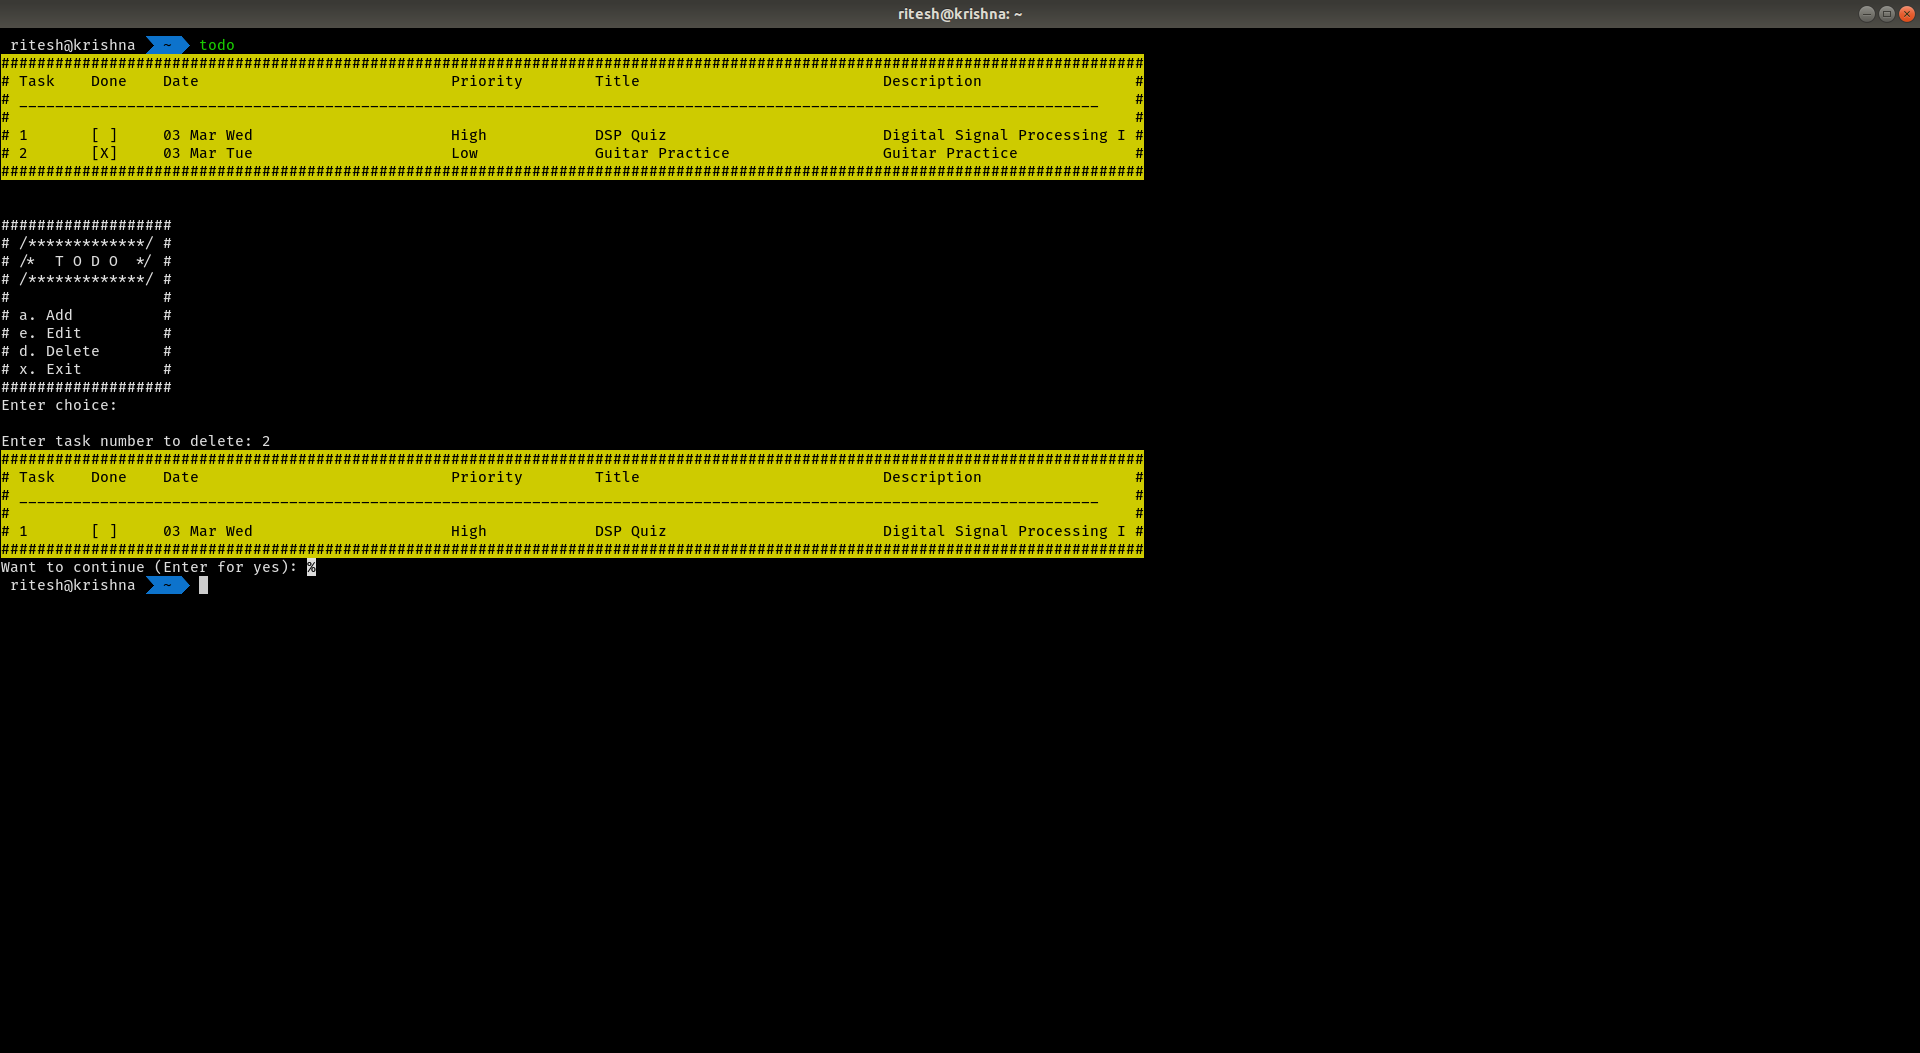 ritesh@krishna: ~
ritesh@krishna ~ todo
###############################################################################################################################
# Task    Done    Date                            Priority        Title                           Description                 #
# ________________________________________________________________________________________________________________________    #
#                                                                                                                             #
# 1       [ ]     03 Mar Wed                      High            DSP Quiz                        Digital Signal Processing I #
# 2       [X]     03 Mar Tue                      Low             Guitar Practice                 Guitar Practice             #
###############################################################################################################################
###################
# /*************/ #
# /*  T O D O  */ #
# /*************/ #
#                 #
# a. Add          #
# e. Edit         #
# d. Delete       #
# x. Exit         #
###################
Enter choice:
Enter task number to delete: 2
###############################################################################################################################
# Task    Done    Date                            Priority        Title                           Description                 #
# ________________________________________________________________________________________________________________________    #
#                                                                                                                             #
# 1       [ ]     03 Mar Wed                      High            DSP Quiz                        Digital Signal Processing I #
###############################################################################################################################
Want to continue (Enter for yes): %
ritesh@krishna ~